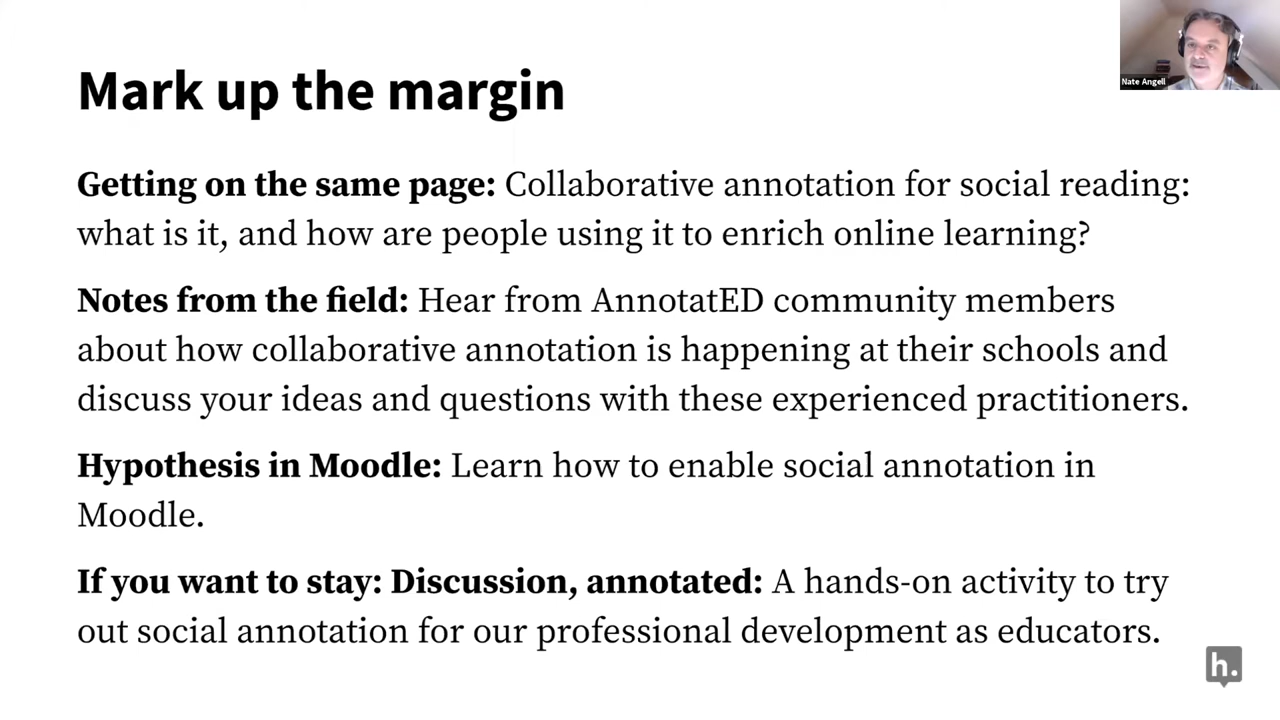 Mark up the margin
Nate Angell
Getting on the same page: Collaborative annotation for social reading:
what is it, and how are people using it to enrich online learning?
Notes from the field: Hear from AnnotatED community members
about how collaborative annotation is happening at their schools and
discuss your ideas and questions with these experienced practitioners.
Hypothesis in Moodle: Learn how to enable social annotation in
Moodle.
If you want to stay: Discussion, annotated: A hands-on activity to try
out social annotation for our professional development as educators.
h.